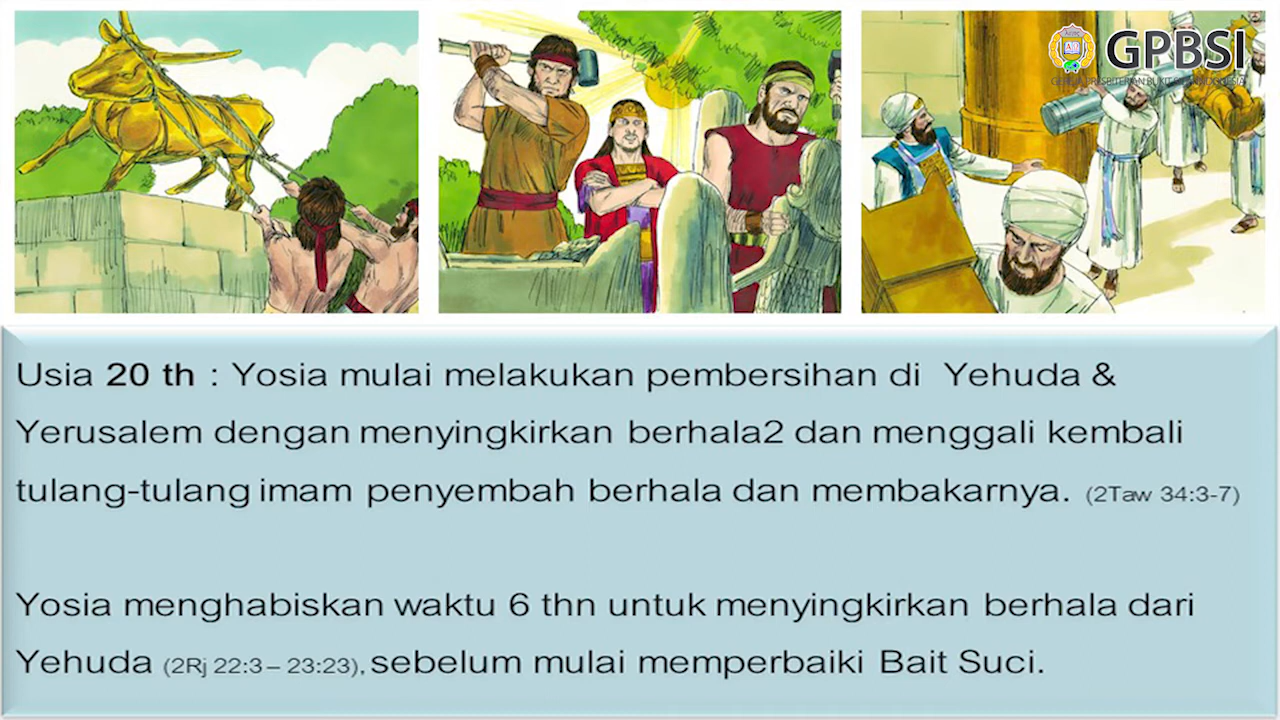 GPBSI
Usia 20 th : Yosia mulai melakukan pembersihan di Yehuda &
Yerusalem dengan menyingkirkan berhala2 dan menggali kembali
tulang-tulang imam penyembah berhala dan membakarnya. (2Taw 34:3-7)
Yosia menghabiskan waktu 6 thn untuk menyingkirkan berhala dari
Yehuda (2Rj 22:3 – 23:23), sebelum mulai memperbaiki Bait Suci.